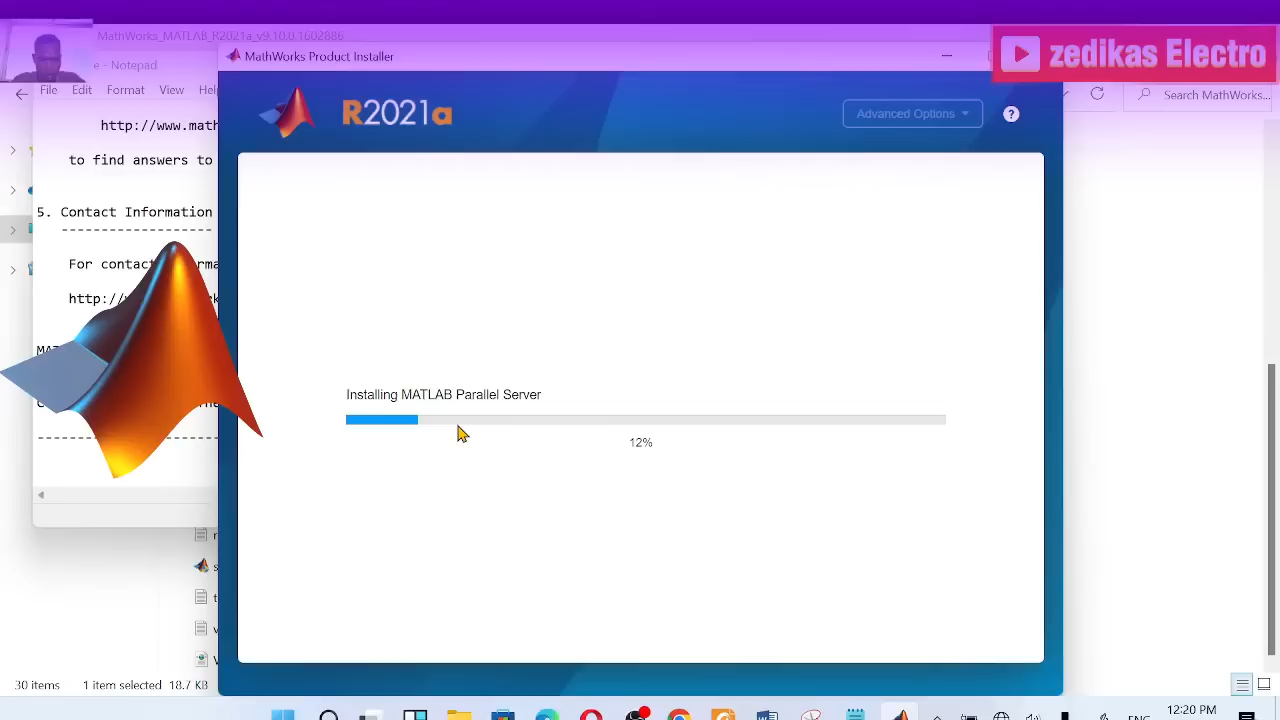 MathWorks_MATLAB_R2021a_v9.10.0.1602886
MathWorks Product Installer
zedikas Electro
e - Notepad
File Edit Format View Help
Search MathWorks...
R2021a
Advanced Options
?
http://www.math
to find answers to
5. Contact Information
--------------------
For contact
http://
Installing MATLAB Parallel Server
12%
30 items
1 item selected 18.7 KB
12:20 PM
ENG